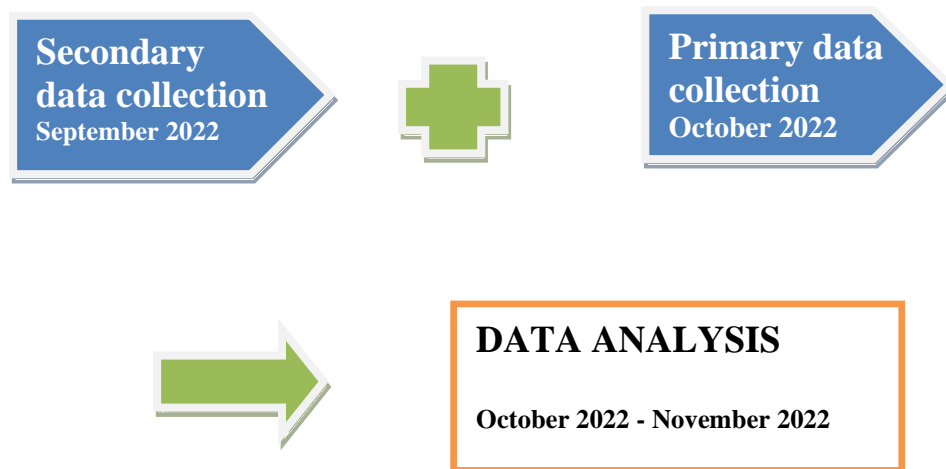 Secondary
data collection
September 2022
Primary data
collection
October 2022
DATA ANALYSIS
October 2022 - November 2022